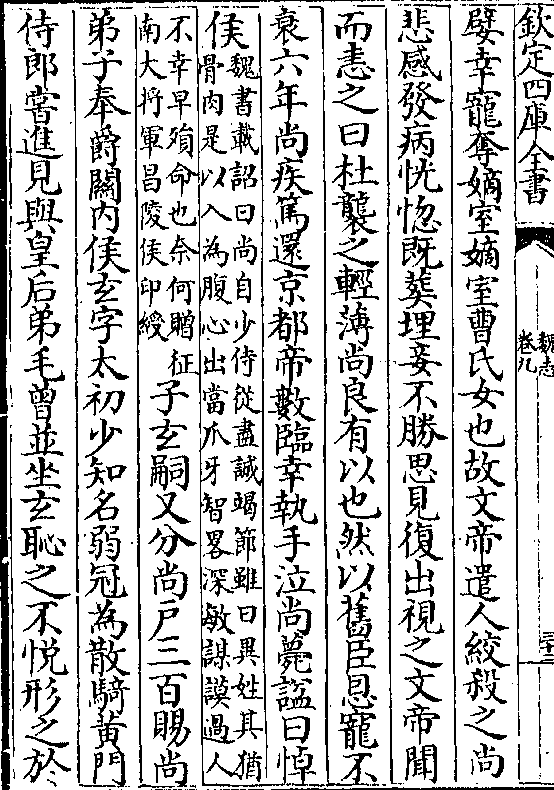 欽定四庫全書
魏志
卷九
三十三
嬖幸寵奪嫡室嫡室曹氏女也故文帝遣人絞殺之尚
悲感發病恍惚既葬埋妾不勝思見復出視之文帝聞
而恚之曰杜襲之輕薄尚良有以也然以舊臣恩寵不
衰六年尚疾篤還京都帝數臨幸執手泣尚薨諡曰悼
侯
魏書載詔曰尚自少侍從盡誠竭節雖曰異姓其猶
骨肉是以入為腹心出當爪牙智畧深敏謀謨過人
不幸早殞命也奈何贈征
南大將軍昌陵侯印綬
子玄嗣又分尚戶三百賜尚
弟子奉爵關內侯玄字太初少知名弱冠為散騎黃門
侍郎嘗進見與皇后弟毛曾並坐玄恥之不悅形之於